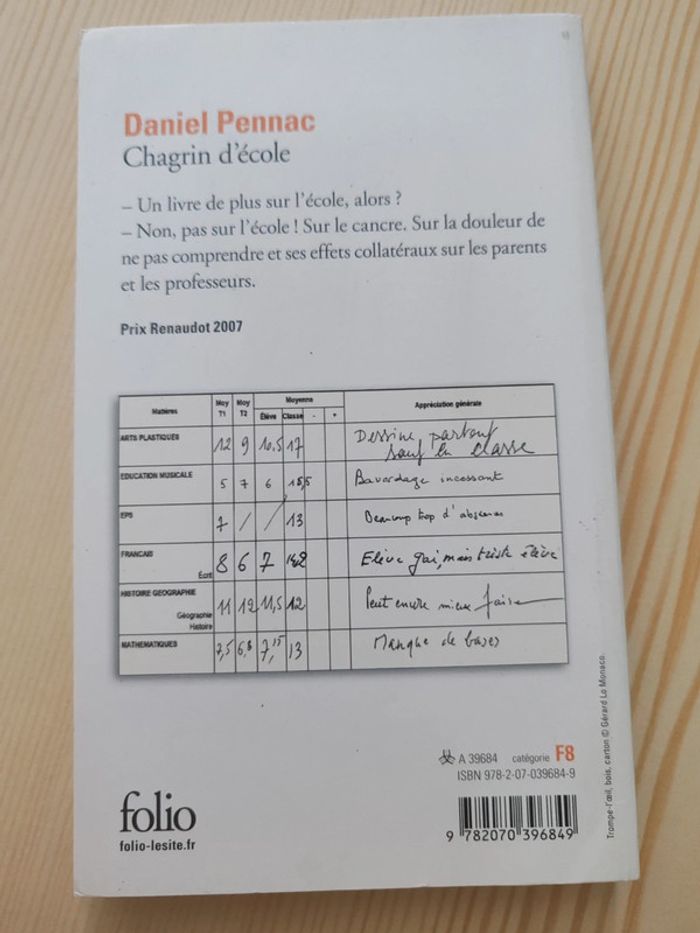 Daniel Pennac
Chagrin d'école
– Un livre de plus sur l'école, alors ?
– Non, pas sur l'école ! Sur le cancre. Sur la douleur de
ne pas comprendre et ses effets collatéraux sur les parents
et les professeurs.
Prix Renaudot 2007
Matières Moy T1 Moy T2 Moyenne Appréciation générale
Élève Classe - +
ARTS PLASTIQUES 12 9 10,5 17 Dessine partout
sauf en classe
EDUCATION MUSICALE 5 7 6 15,5 Bavardage incessant
EPS 7 / / 13 Beaucoup trop d'absences
FRANCAIS 8 6 7 Elève gai, mais triste élève
Écrit
HISTOIRE GEOGRAPHIE 11 12 11,5 12 Peut encore mieux faire
Géographie
Histoire
MATHEMATIQUES 7,5 6,8 7,15 13 Manque de bases
A 39684 catégorie F8
ISBN 978-2-07-039684-9
folio
folio-lesite.fr
9 782070 396849
Trompe-l'œil, bois, carton © Gérard Lo Monaco.